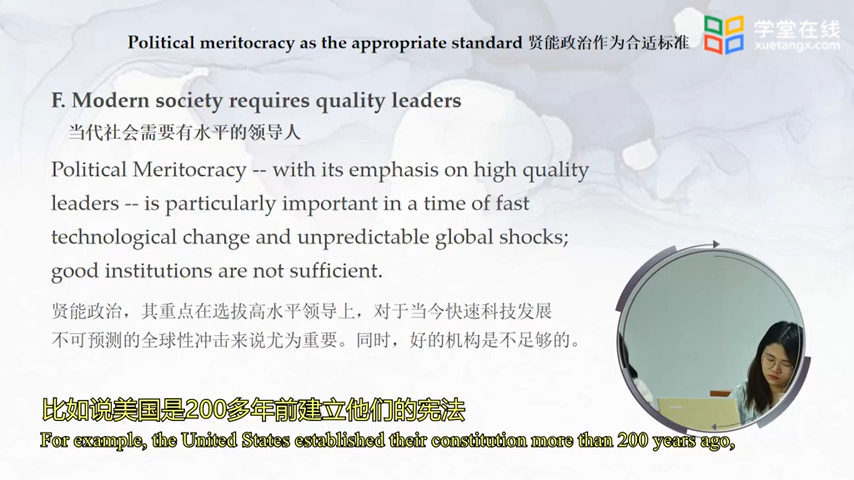 Political meritocracy as the appropriate standard 贤能政治作为合适标准
学堂在线
xuetangx.com
F. Modern society requires quality leaders
当代社会需要有水平的领导人
Political Meritocracy -- with its emphasis on high quality
leaders -- is particularly important in a time of fast
technological change and unpredictable global shocks;
good institutions are not sufficient.
贤能政治，其重点在选拔高水平领导上，对于当今快速科技发展
不可预测的全球性冲击来说尤为重要。同时，好的机构是不足够的。
比如说美国是200多年前建立他们的宪法
For example, the United States established their constitution more than 200 years ago,